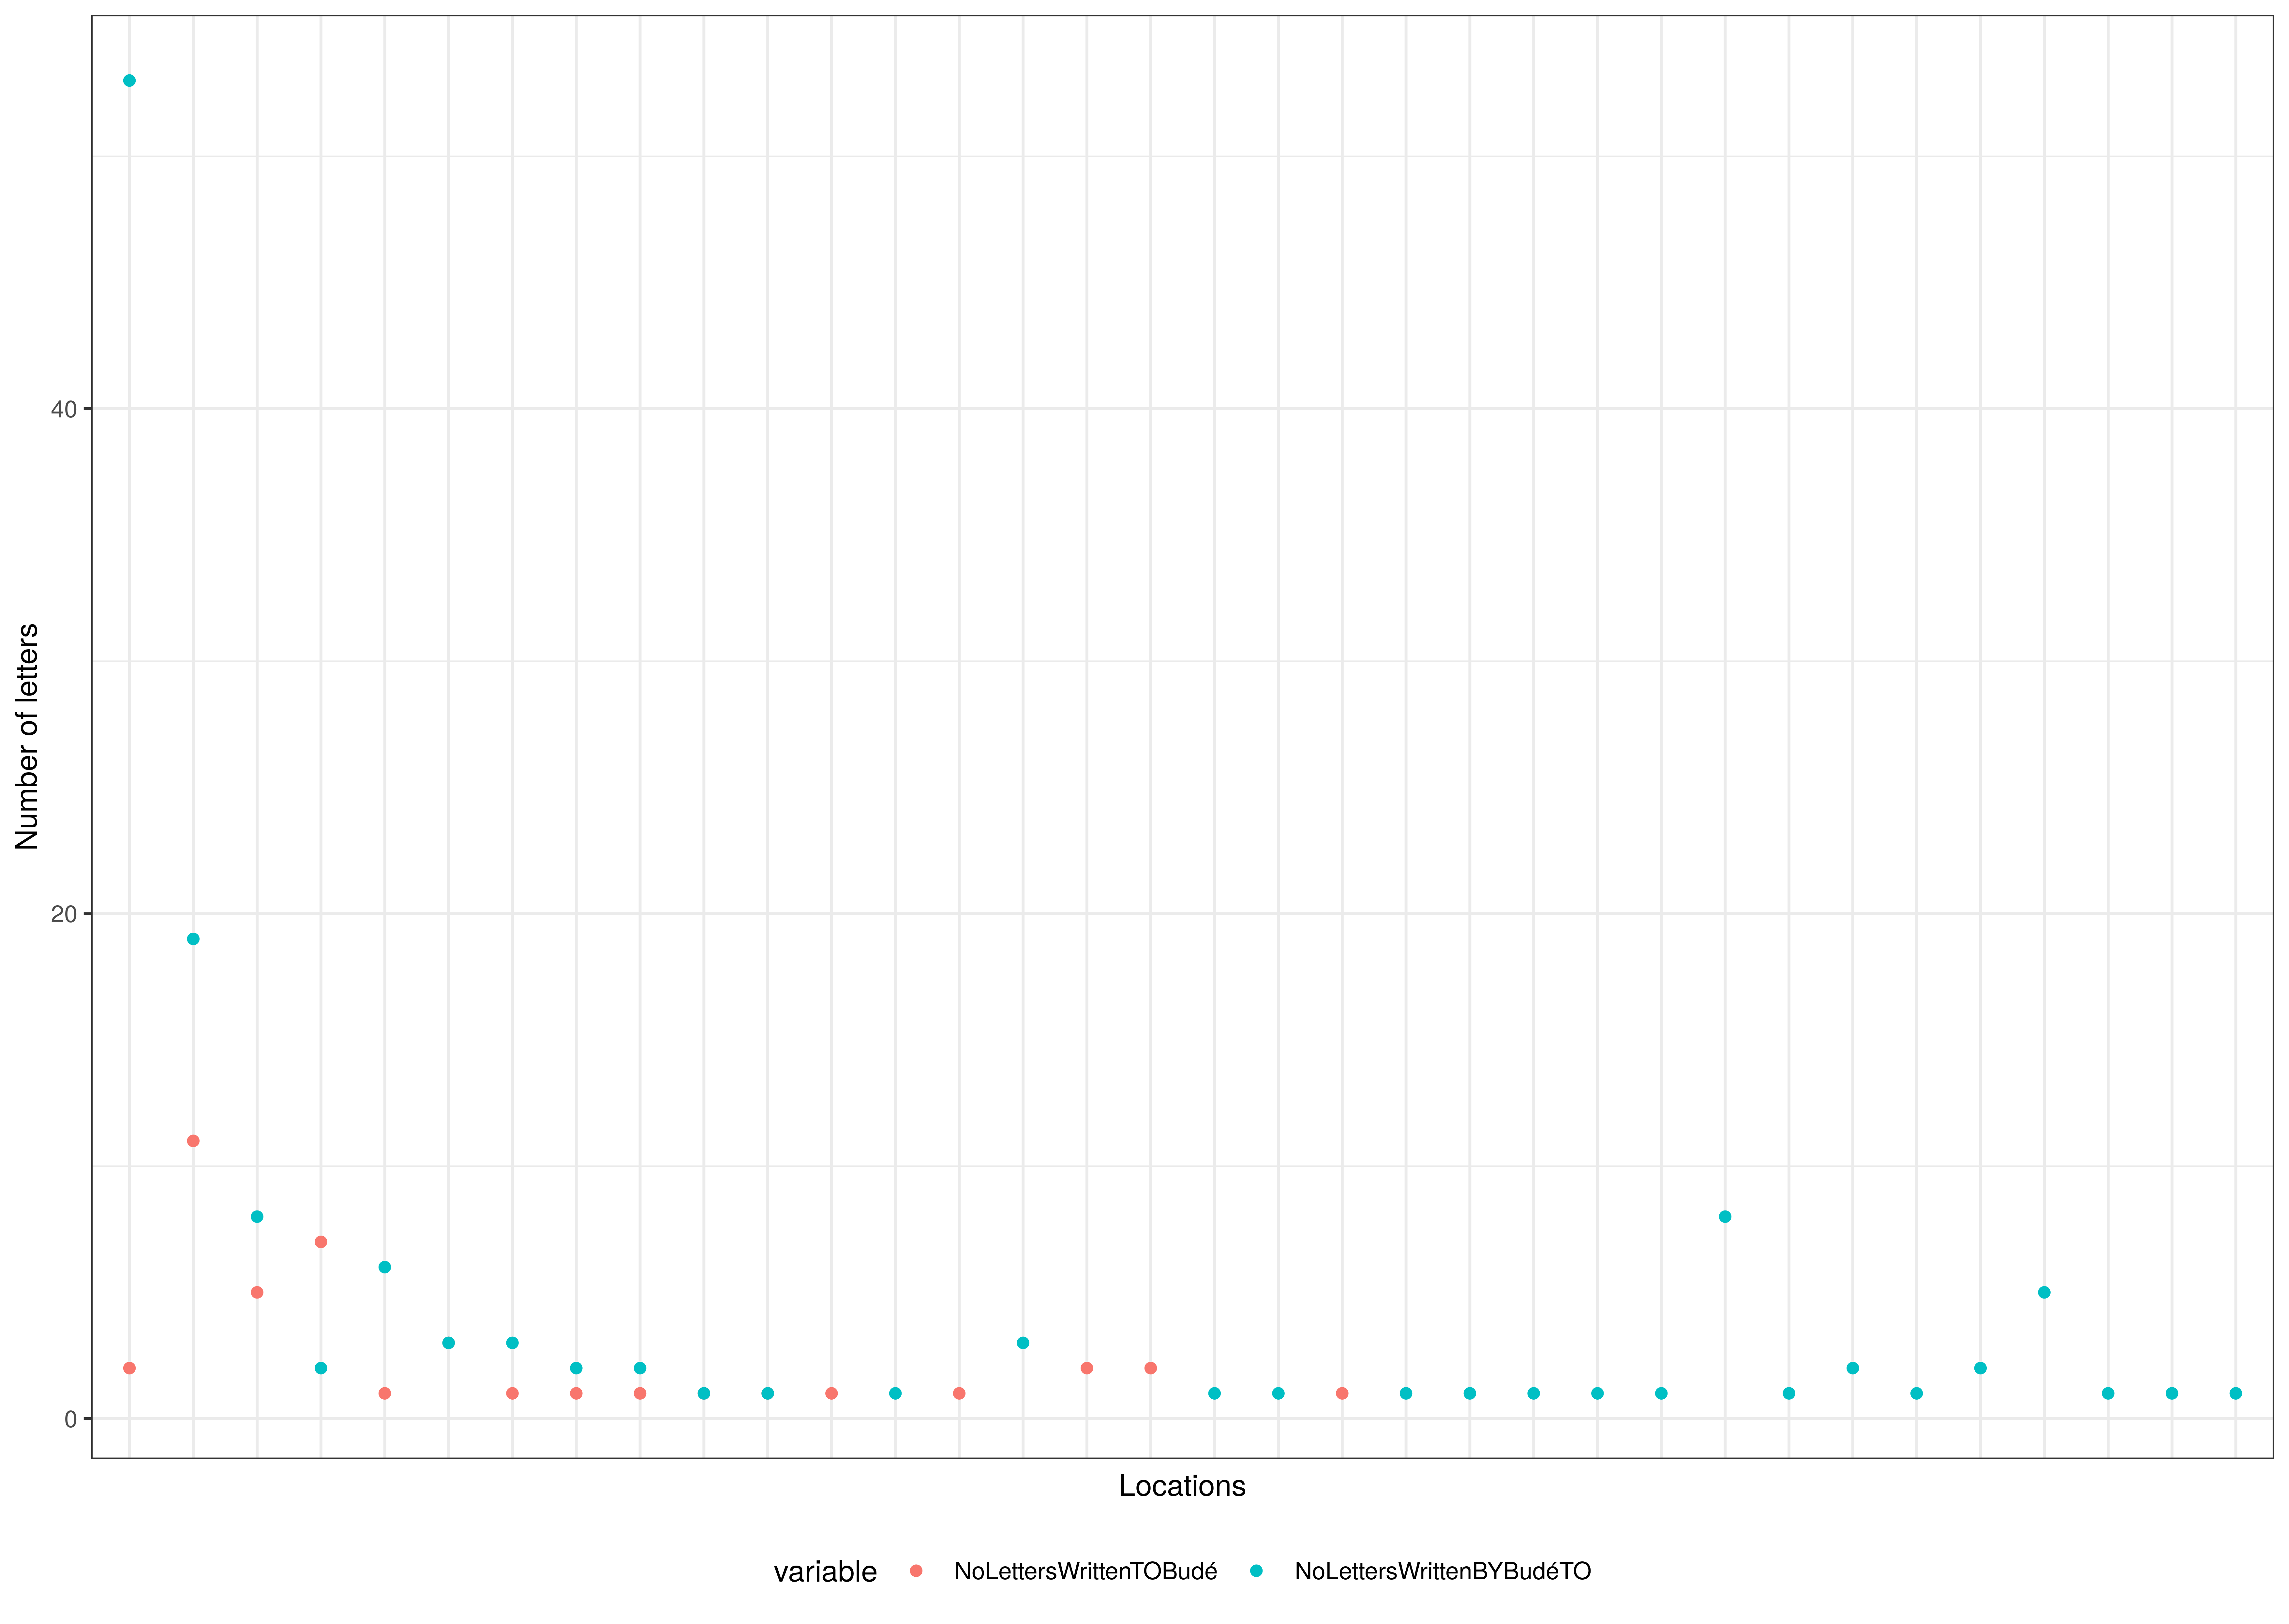 40
20
0
Number of letters
Locations
variable NoLettersWrittenTOBudé NoLettersWrittenBYBudéTO